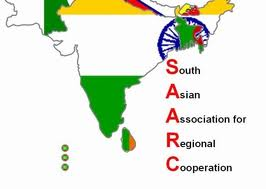 South
Asian
Association for
Regional
Cooperation